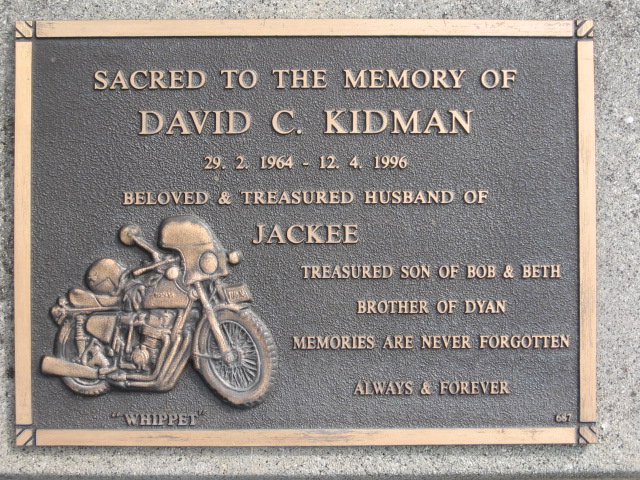 SACRED TO THE MEMORY OF
DAVID C. KIDMAN
29. 2. 1964 - 12. 4. 1996
BELOVED & TREASURED HUSBAND OF
JACKEE
TREASURED SON OF BOB & BETH
BROTHER OF DYAN
MEMORIES ARE NEVER FORGOTTEN
ALWAYS & FOREVER
"WHIPPET"
687